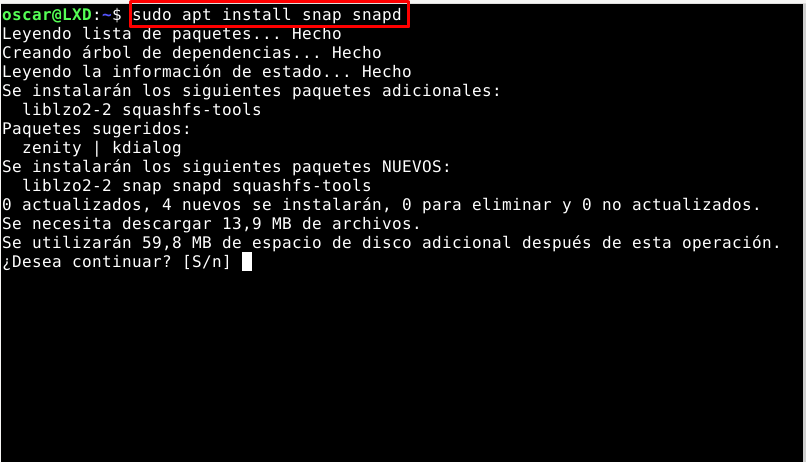 oscar@LXD:~$ sudo apt install snap snapd
Leyendo lista de paquetes... Hecho
Creando árbol de dependencias... Hecho
Leyendo la información de estado... Hecho
Se instalarán los siguientes paquetes adicionales:
  liblzo2-2 squashfs-tools
Paquetes sugeridos:
  zenity | kdialog
Se instalarán los siguientes paquetes NUEVOS:
  liblzo2-2 snap snapd squashfs-tools
0 actualizados, 4 nuevos se instalarán, 0 para eliminar y 0 no actualizados.
Se necesita descargar 13,9 MB de archivos.
Se utilizarán 59,8 MB de espacio de disco adicional después de esta operación.
¿Desea continuar? [S/n]